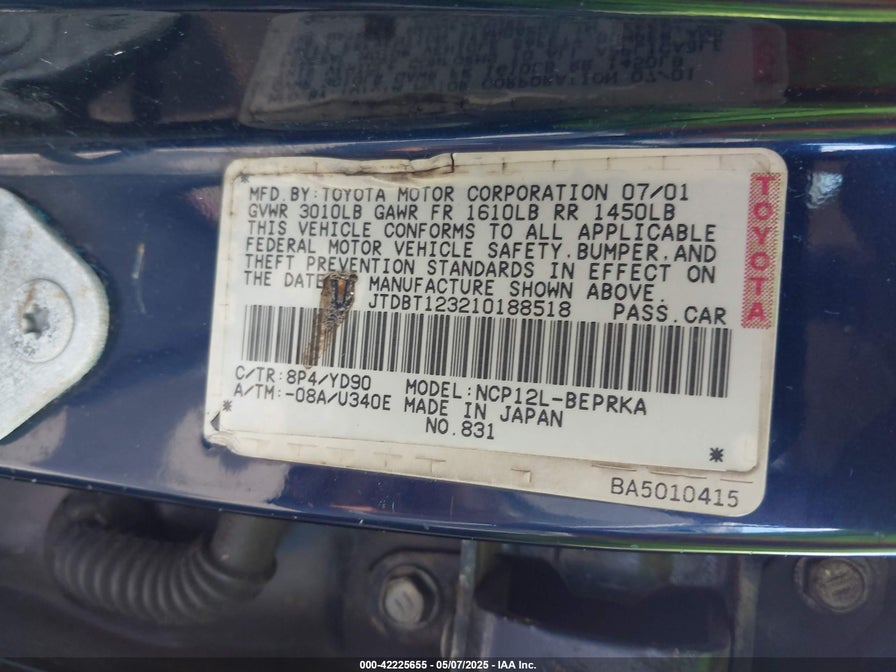 MFD. BY: TOYOTA MOTOR CORPORATION 07/01
GVWR 3010LB GAWR FR 1610LB RR 1450LB
THIS VEHICLE CONFORMS TO ALL APPLICABLE
FEDERAL MOTOR VEHICLE SAFETY, BUMPER, AND
THEFT PREVENTION STANDARDS IN EFFECT ON
THE DATE MANUFACTURE SHOWN ABOVE.
JTDBT123210188518 PASS. CAR
TOYOTA
C/TR: 8P4/YD90 MODEL: NCP12L-BEPRKA
A/TM: -08A/U340E MADE IN JAPAN
NO. 831
BA5010415
000-42225655 - 05/07/2025 - IAA Inc.